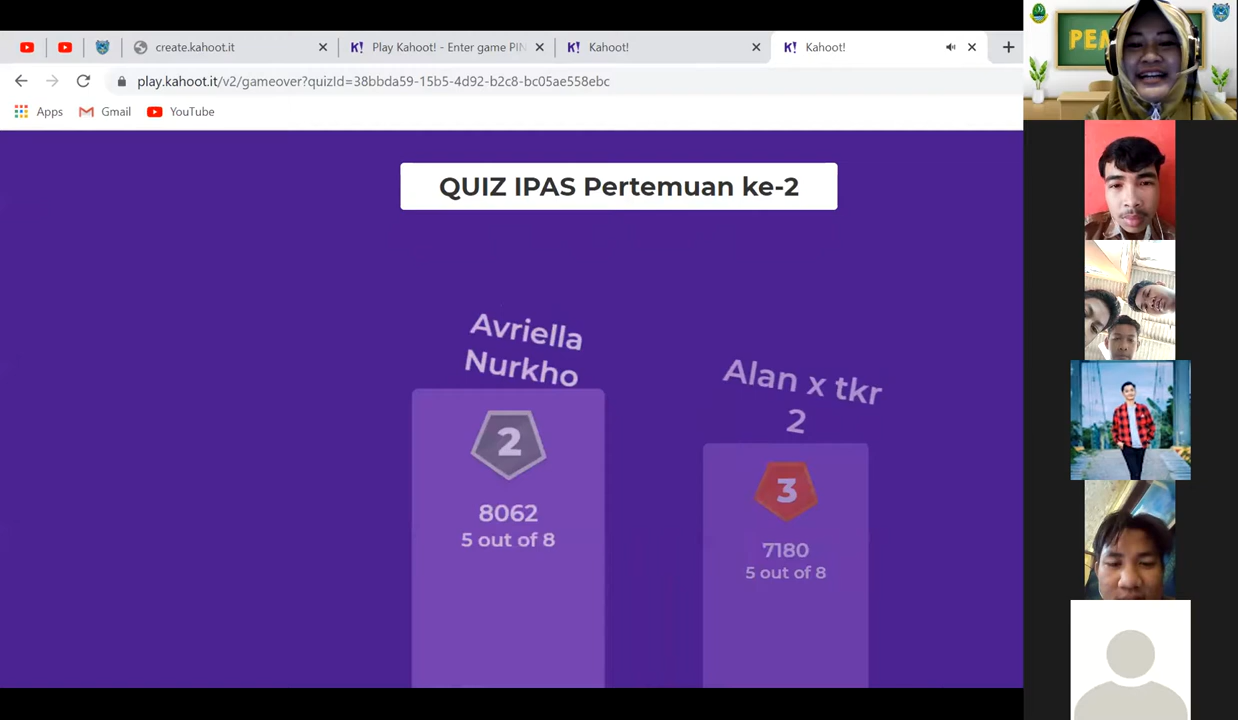 create.kahoot.it
Play Kahoot! - Enter game PIN
Kahoot!
Kahoot!
play.kahoot.it/v2/gameover?quizId=38bbda59-15b5-4d92-b2c8-bc05ae558ebc
Apps
Gmail
YouTube
QUIZ IPAS Pertemuan ke-2
Avriella
Nurkho
2
8062
5 out of 8
Alan x tkr
2
3
7180
5 out of 8